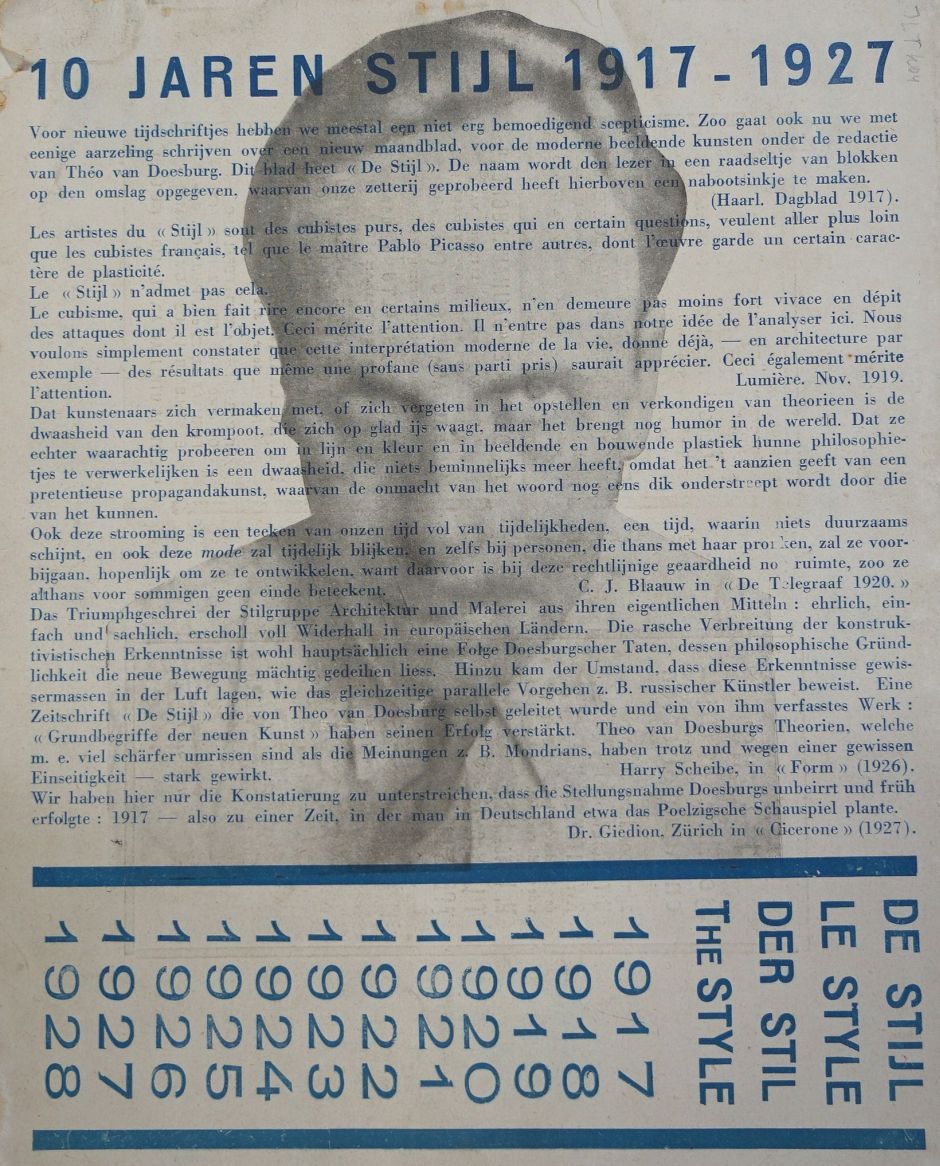 10 JAREN STIJL 1917 - 1927
Voor nieuwe tijdschriftjes hebben we meestal een niet erg bemoedigend scepticisme. Zoo gaat ook nu we met
eenige aarzeling schrijven over een nieuw maandblad, voor de moderne beeldende kunsten onder de redactie
van Théo van Doesburg. Dit blad heet « De Stijl ». De naam wordt den lezer in een raadseltje van blokken
op den omslag opgegeven, waarvan onze zetterij geprobeerd heeft hierboven een nabootsinkje te maken.
(Haarl. Dagblad 1917).
Les artistes du « Stijl » sont des cubistes purs, des cubistes qui en certain questions, veulent aller plus loin
que les cubistes français, tel que le maître Pablo Picasso entre autres, dont l'œuvre garde un certain carac-
tère de plasticité.
Le « Stijl » n'admet pas cela.
Le cubisme, qui a bien fait rire encore en certains milieux, n'en demeure pas moins fort vivace en dépit
des attaques dont il est l'objet. Ceci mérite l'attention. Il n'entre pas dans notre idée de l'analyser ici. Nous
voulons simplement constater que cette interprétation moderne de la vie, donne déjà, — en architecture par
exemple — des résultats que même une profane (sans parti pris) saurait apprécier. Ceci également mérite
l'attention. Lumière. Nov. 1919.
Dat kunstenaars zich vermaken met, of zich vergeten in het opstellen en verkondigen van theorieen is de
dwaasheid van den krompoot, die zich op glad ijs waagt, maar het brengt nog humor in de wereld. Dat ze
echter waarachtig probeeren om in lijn en kleur en in beeldende en bouwende plastiek hunne philosophie-
tjes te verwerkelijken is een dwaasheid, die niets beminnelijks meer heeft, omdat het 't aanzien geeft van een
pretentieuse propagandakunst, waarvan de onmacht van het woord nog eens dik onderstreept wordt door die
van het kunnen.
Ook deze strooming is een teeken van onzen tijd vol van tijdelijkheden, een tijd, waarin niets duurzaams
schijnt, en ook deze mode zal tijdelijk blijken, en zelfs bij personen, die thans met haar pronken, zal ze voor-
bijgaan, hopenlijk om ze te ontwikkelen, want daarvoor is bij deze rechtlijnige geaardheid no ruimte, zoo ze
althans voor sommigen geen einde beteekent. C. J. Blaauw in « De Telegraaf 1920. »
Das Triumphgeschrei der Stilgruppe Architektur und Malerei aus ihren eigentlichen Mitteln : ehrlich, ein-
fach und sachlich, erscholl voll Widerhall in europäischen Ländern. Die rasche Verbreitung der konstruk-
tivistischen Erkenntnisse ist wohl hauptsächlich eine Folge Doesburgscher Taten, dessen philosophische Gründ-
lichkeit die neue Bewegung mächtig gedeihen liess. Hinzu kam der Umstand, dass diese Erkenntnisse gewis-
sermassen in der Luft lagen, wie das gleichzeitige parallele Vorgehen z. B. russischer Künstler beweist. Eine
Zeitschrift « De Stijl » die von Theo van Doesburg selbst geleitet wurde und ein von ihm verfasstes Werk :
« Grundbegriffe der neuen Kunst » haben seinen Erfolg verstärkt. Theo van Doesburgs Theorien, welche
m. e. viel schärfer umrissen sind als die Meinungen z. B. Mondrians, haben trotz und wegen einer gewissen
Einseitigkeit — stark gewirkt. Harry Scheibe, in « Form » (1926).
Wir haben hier nur die Konstatierung zu unterstreichen, dass die Stellungsnahme Doesburgs unbeirrt und früh
erfolgte : 1917 — also zu einer Zeit, in der man in Deutschland etwa das Poelzigsche Schauspiel plante.
Dr. Giedion, Zürich in « Cicerone » (1927).
DE STIJL
LE STYLE
DER STIL
THE STYLE
1917
1918
1919
1920
1921
1922
1923
1924
1925
1926
1927
1928